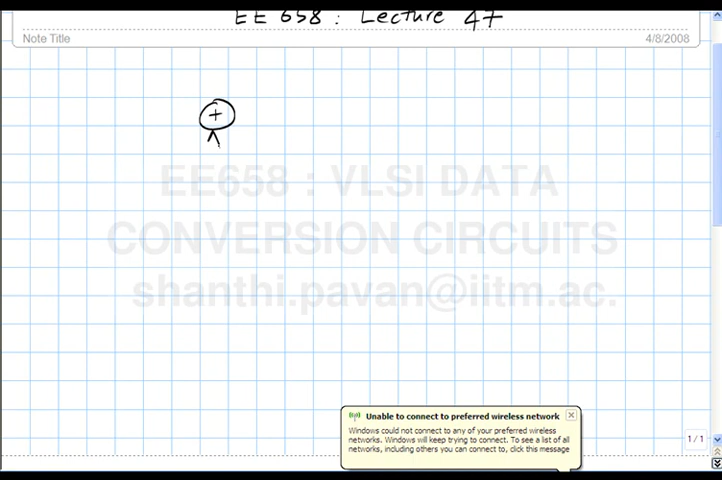 EE 658 : Lecture 47
Note Title
4/8/2008
+
EE658 : VLSI DATA
CONVERSION CIRCUITS
shanthi.pavan@iitm.ac.
Unable to connect to preferred wireless network
Windows could not connect to any of your preferred wireless
networks. Windows will keep trying to connect. To see a list of all
networks, including others you can connect to, click this message
1 / 1